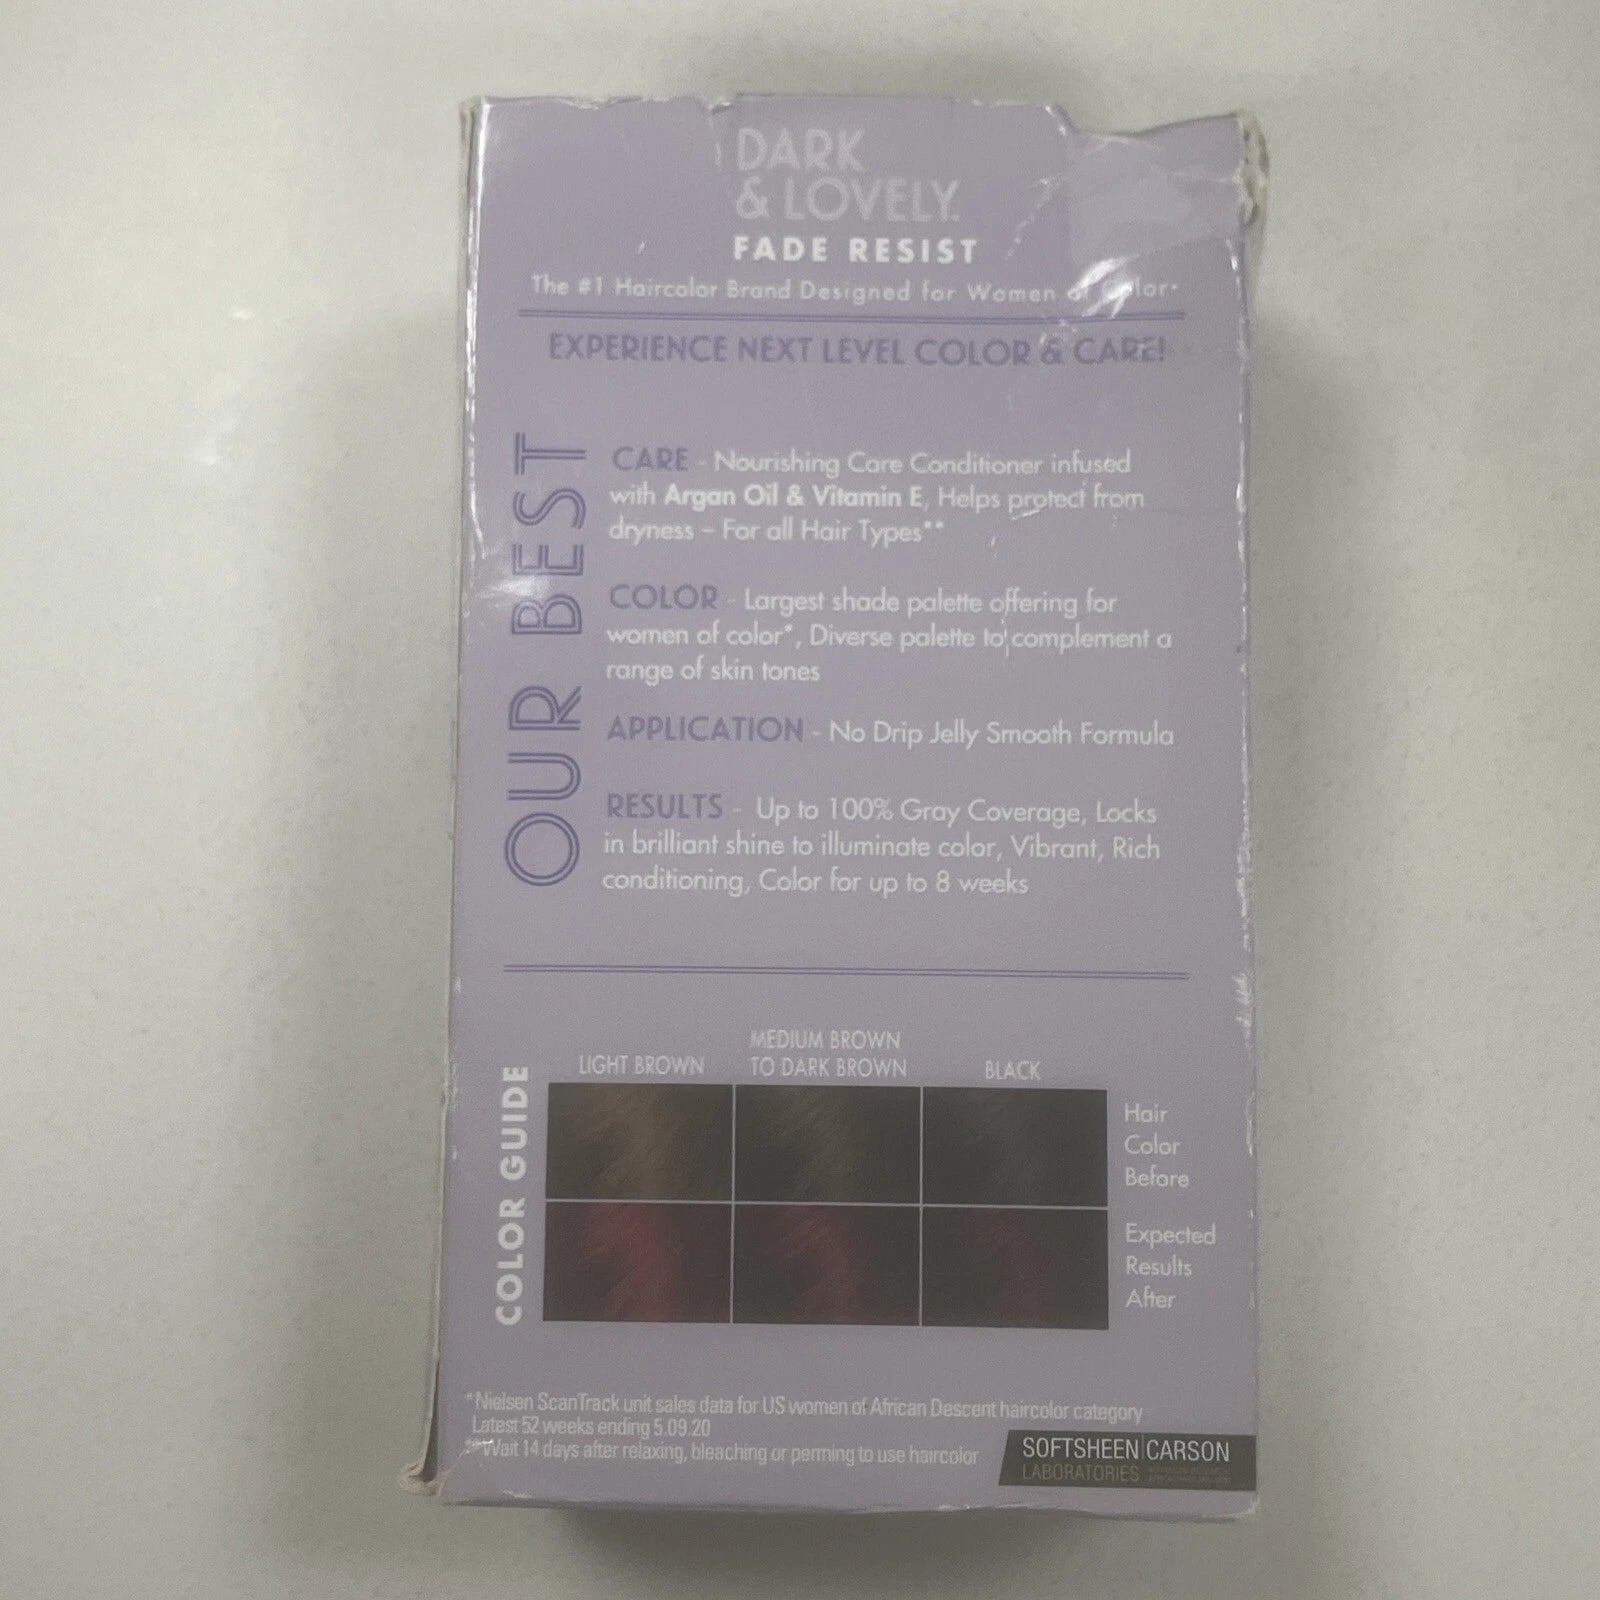 DARK
& LOVELY
FADE RESIST
The #1 Haircolor Brand Designed for Women of Color*
EXPERIENCE NEXT LEVEL COLOR & CARE!
OUR BEST
CARE - Nourishing Care Conditioner infused
with Argan Oil & Vitamin E, Helps protect from
dryness – For all Hair Types**
COLOR - Largest shade palette offering for
women of color*, Diverse palette to complement a
range of skin tones
APPLICATION - No Drip Jelly Smooth Formula
RESULTS - Up to 100% Gray Coverage, Locks
in brilliant shine to illuminate color, Vibrant, Rich
conditioning, Color for up to 8 weeks
COLOR GUIDE
LIGHT BROWN
MEDIUM BROWN
TO DARK BROWN
BLACK
Hair
Color
Before
Expected
Results
After
*Nielsen ScanTrack unit sales data for US women of African Descent haircolor category
Latest 52 weeks ending 5.09.20
**Wait 14 days after relaxing, bleaching or perming to use haircolor
SOFTSHEEN CARSON
LABORATORIES